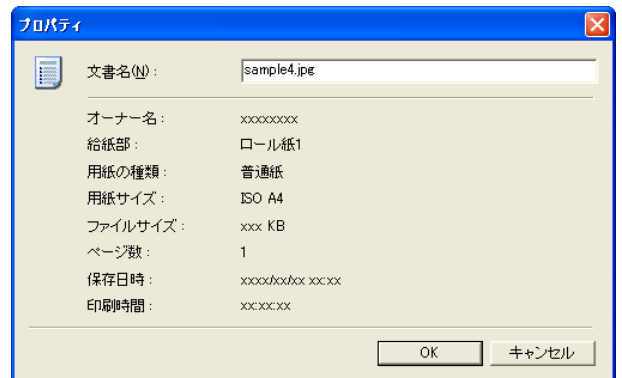 プロパティ
文書名(N)： sample4.jpg
オーナー名： xxxxxxxx
給紙部： ロール紙1
用紙の種類： 普通紙
用紙サイズ： ISO A4
ファイルサイズ： xxx KB
ページ数： 1
保存日時： xxxx/xx/xx xx:xx
印刷時間： xx:xx:xx
OK キャンセル